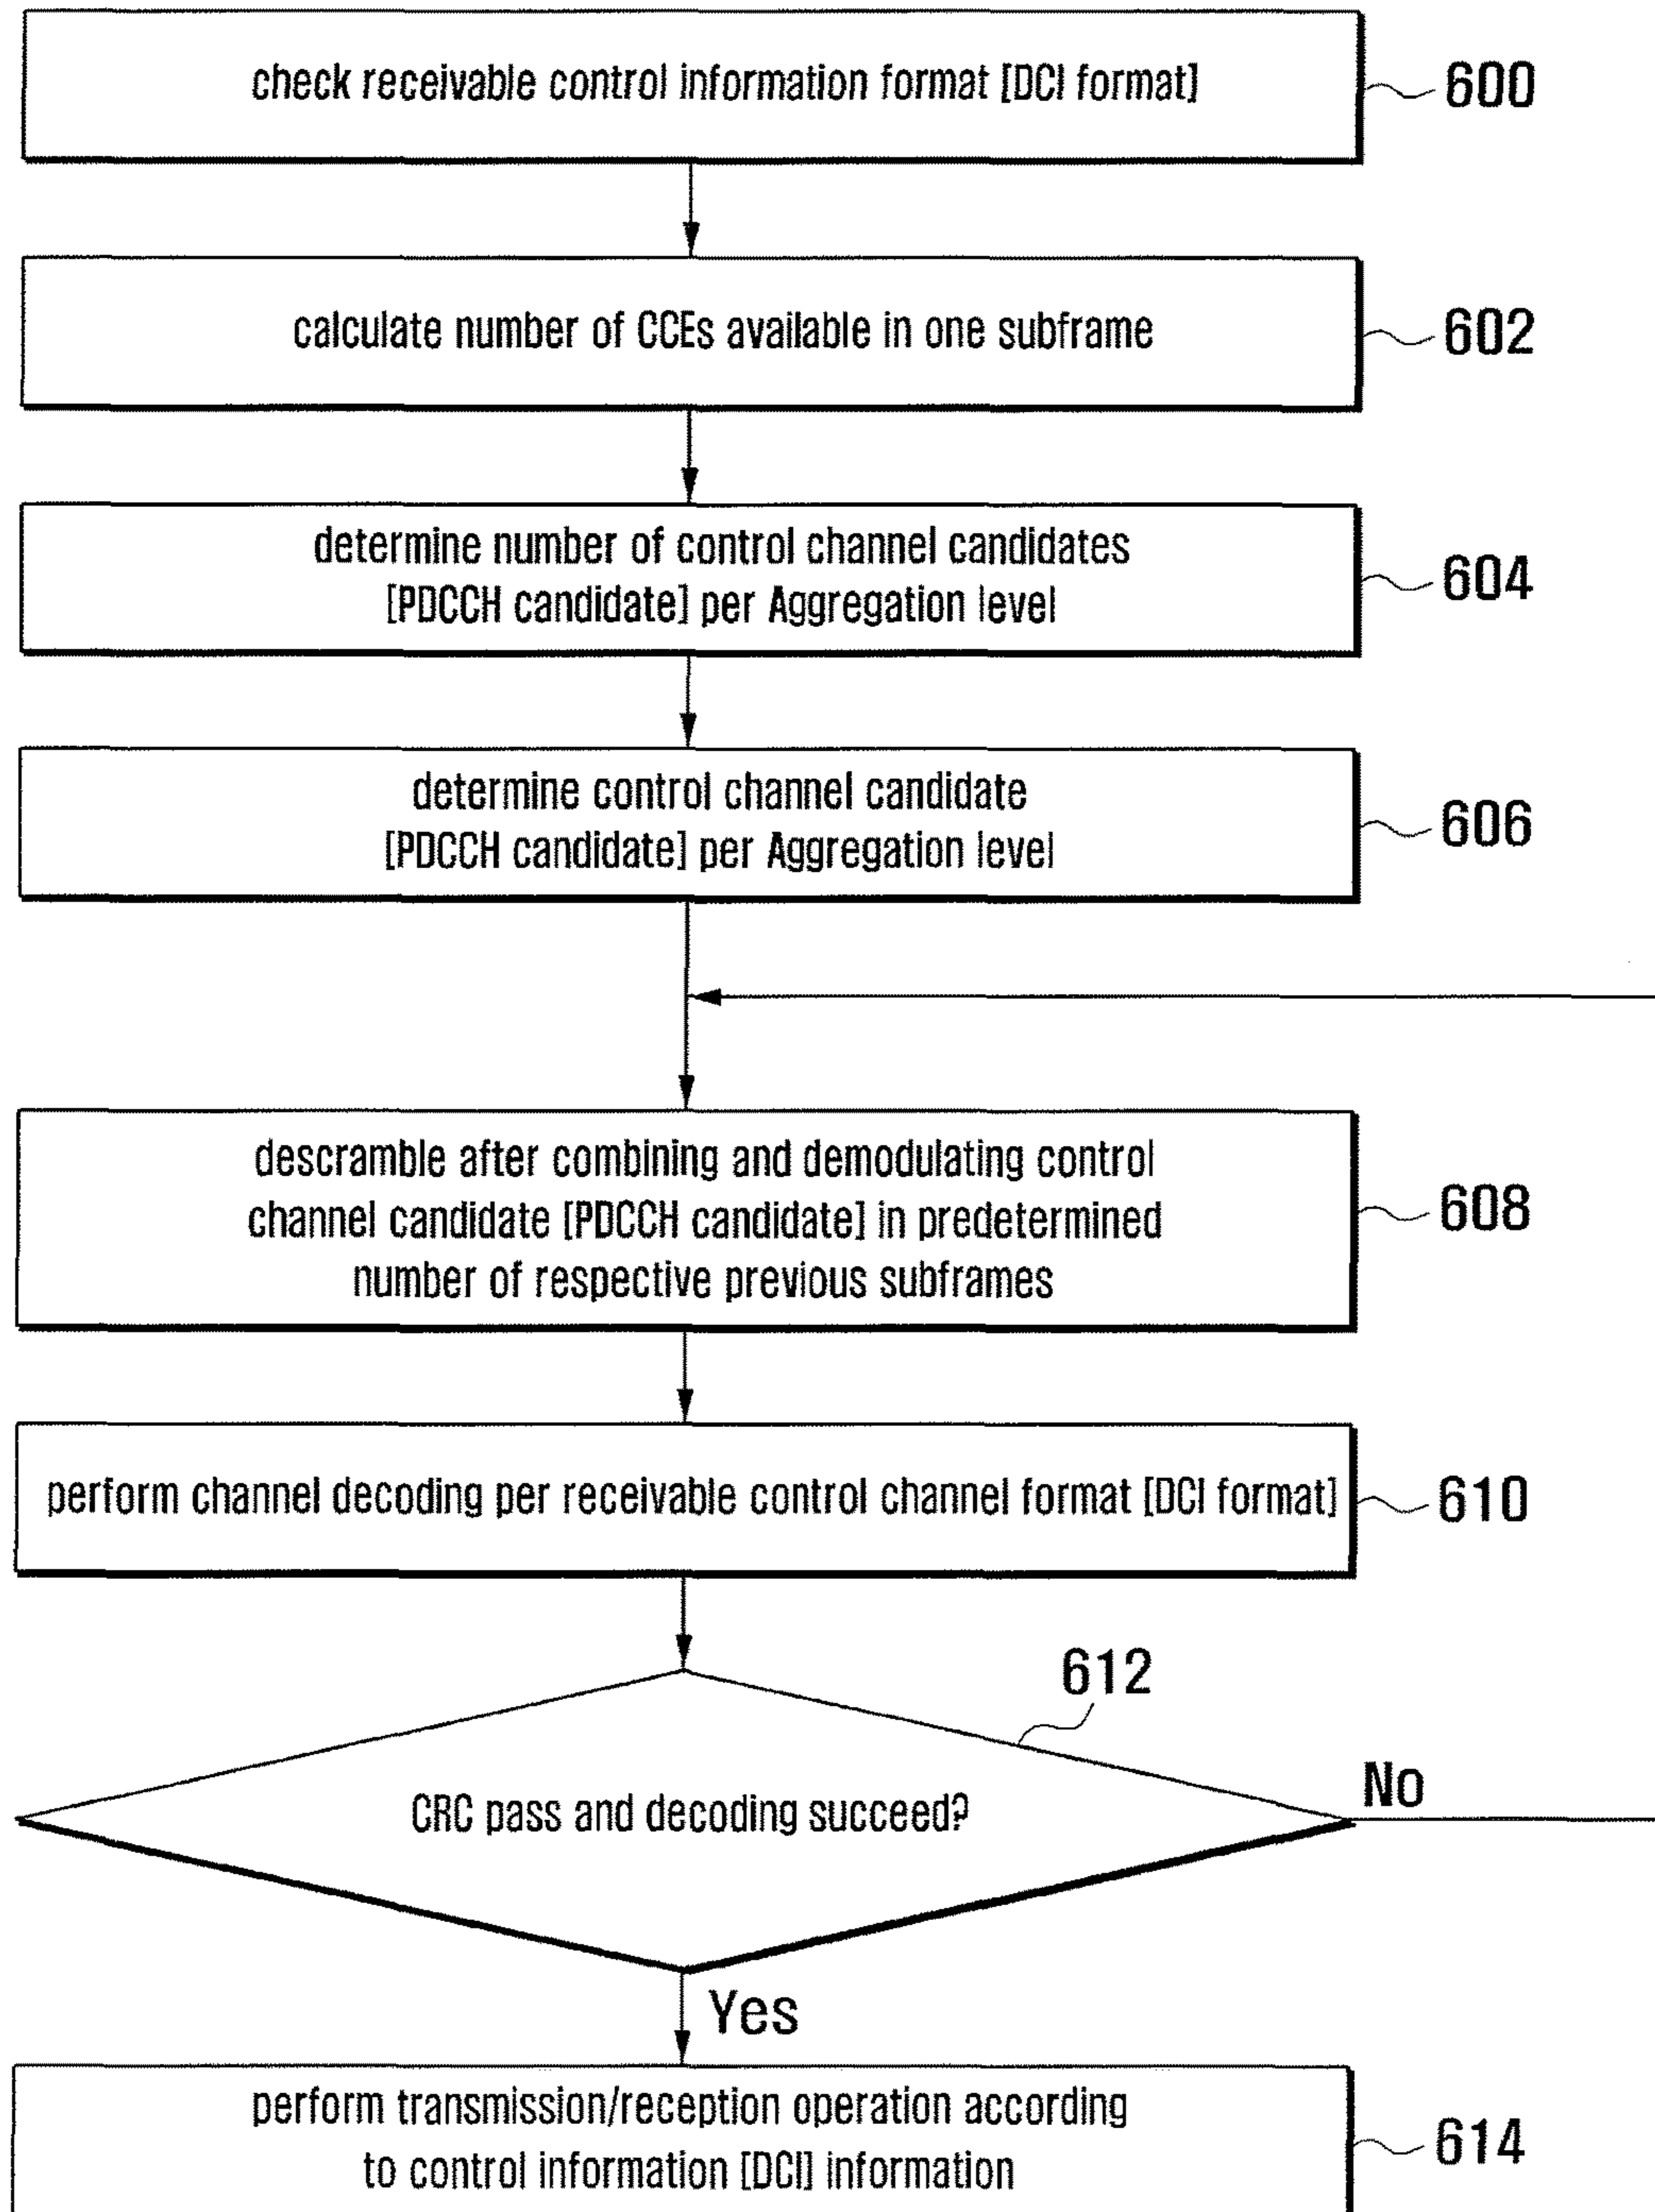 check receivable control information format [DCI format]
600
calculate number of CCEs available in one subframe
602
determine number of control channel candidates
[PDCCH candidate] per Aggregation level
604
determine control channel candidate
[PDCCH candidate] per Aggregation level
606
descramble after combining and demodulating control
channel candidate [PDCCH candidate] in predetermined
number of respective previous subframes
608
perform channel decoding per receivable control channel format [DCI format]
610
612
CRC pass and decoding succeed?
No
Yes
perform transmission/reception operation according
to control information [DCI] information
614